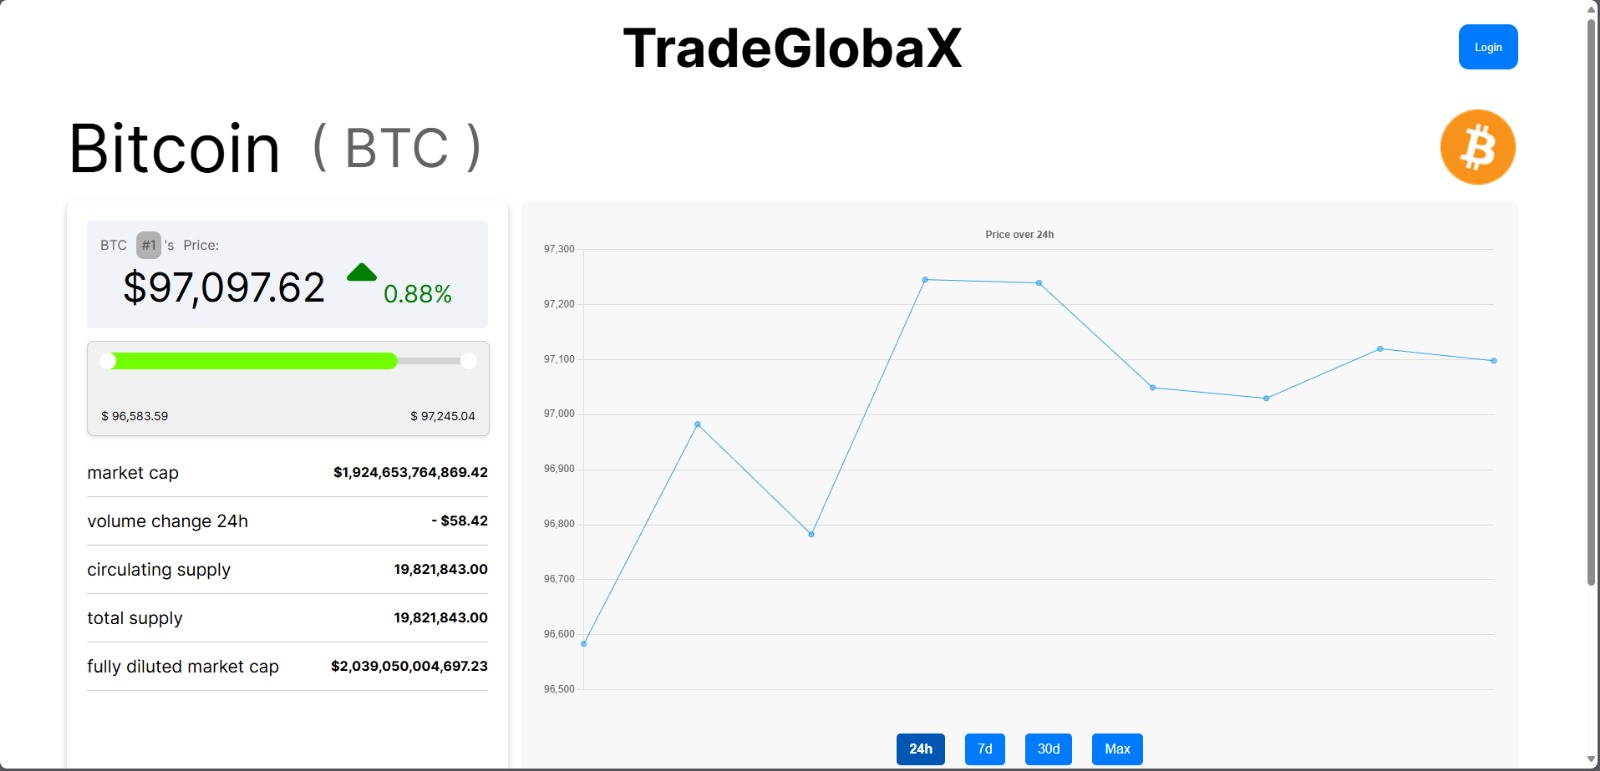 TradeGlobaX
Login
Bitcoin ( BTC )
BTC #1 's Price:
$97,097.62 0.88%
$ 96,583.59 $ 97,245.04
market cap $1,924,653,764,869.42
volume change 24h - $58.42
circulating supply 19,821,843.00
total supply 19,821,843.00
fully diluted market cap $2,039,050,004,697.23
Price over 24h
97,300
97,200
97,100
97,000
96,900
96,800
96,700
96,600
96,500
24h 7d 30d Max